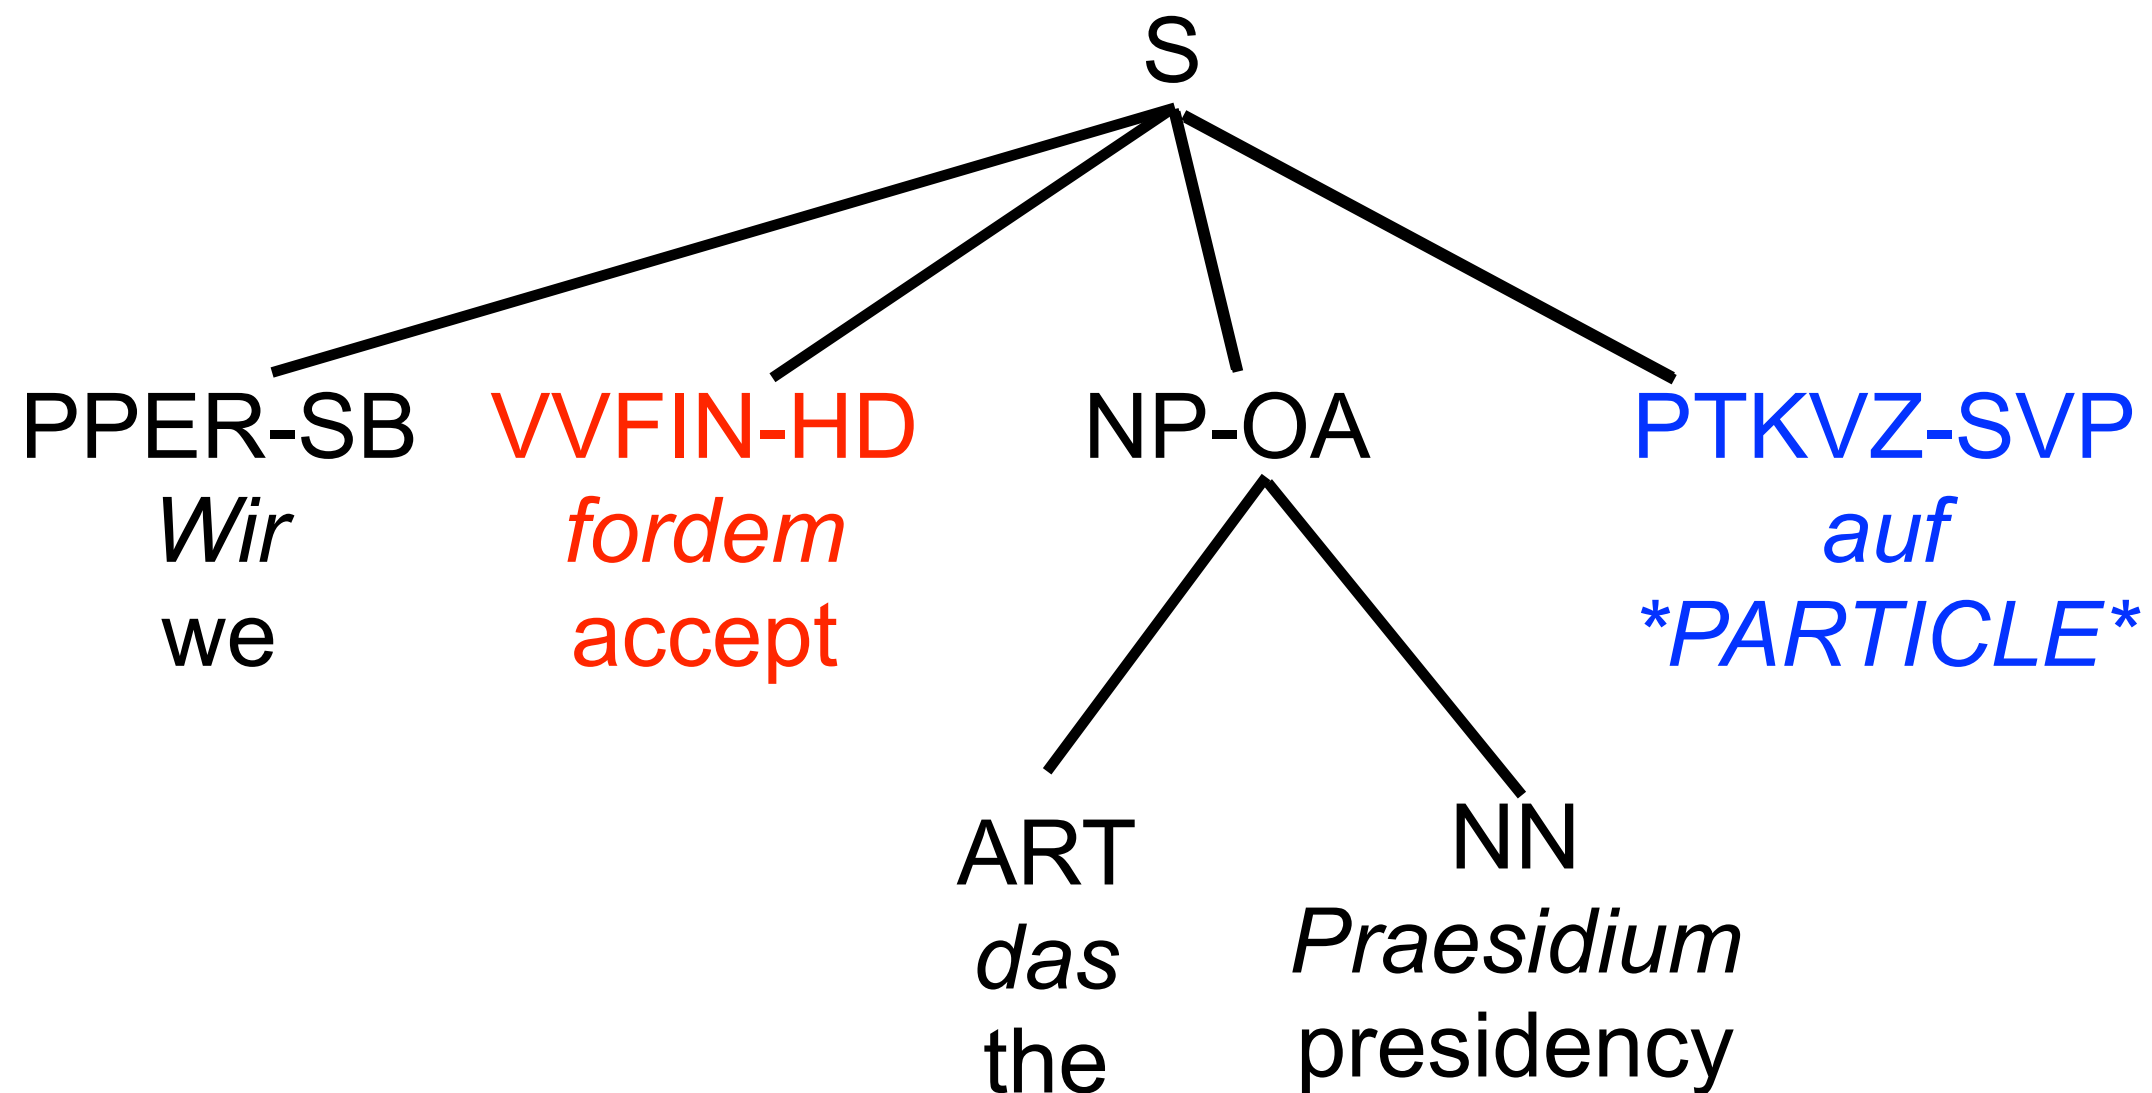 S
PPER-SB VVFIN-HD NP-OA PTKVZ-SVP
Wir fordem auf
we accept *PARTICLE*
ART NN
das Praesidium
the presidency